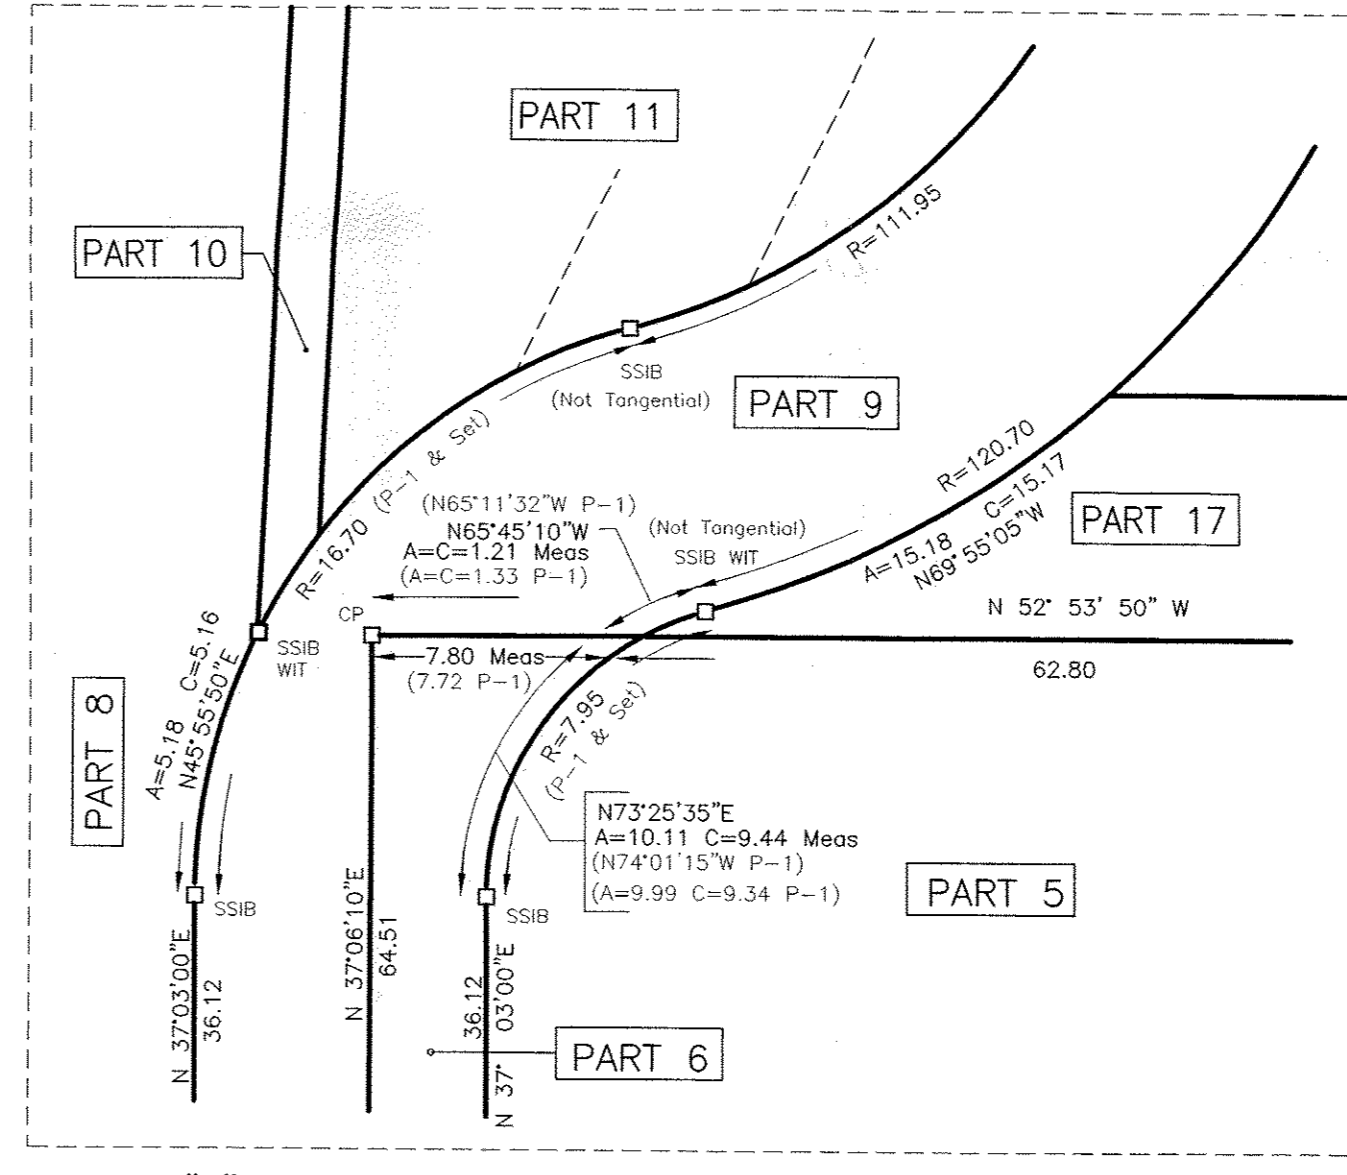 PART 11
PART 10
R=111.95
SSIB
(Not Tangential)
PART 9
R=16.70 (P-1 & Set)
(N65°11'32"W P-1)
N65°45'10"W
A=C=1.21 Meas
(A=C=1.33 P-1)
(Not Tangential)
SSIB WIT
R=120.70
A=15.18 C=15.17
N69°55'05"W
PART 17
N 52° 53' 50" W
62.80
CP
SSIB
WIT
7.80 Meas
(7.72 P-1)
A=5.18 C=5.16
N45°55'50"E
PART 8
R=7.95
(P-1 & Set)
N73°25'35"E
A=10.11 C=9.44 Meas
(N74°01'15"W P-1)
(A=9.99 C=9.34 P-1)
PART 5
SSIB
SSIB
N 37°03'00"E
36.12
N 37°06'10"E
64.51
36.12
N 37° 03'00"E
PART 6